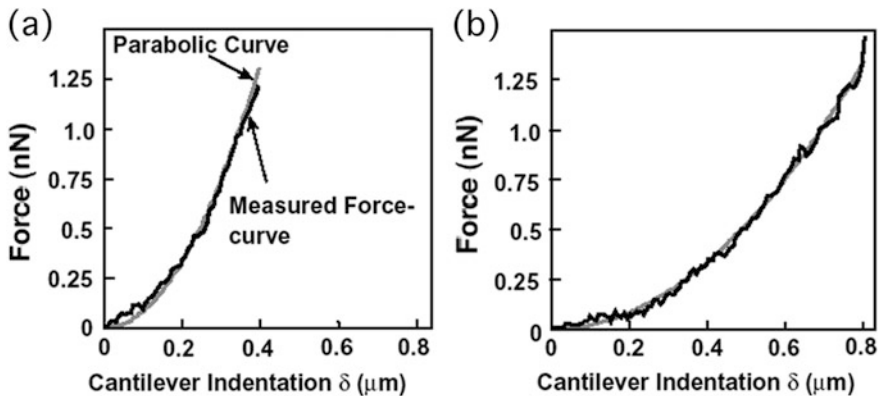 (a)
Parabolic Curve
Measured Force-
curve
Force (nN)
1.25
1.0
0.75
0.5
0.25
0
0
0.2
0.4
0.6
0.8
Cantilever Indentation δ (μm)
(b)
Force (nN)
1.25
1.0
0.75
0.5
0.25
0
0
0.2
0.4
0.6
0.8
Cantilever Indentation δ (μm)